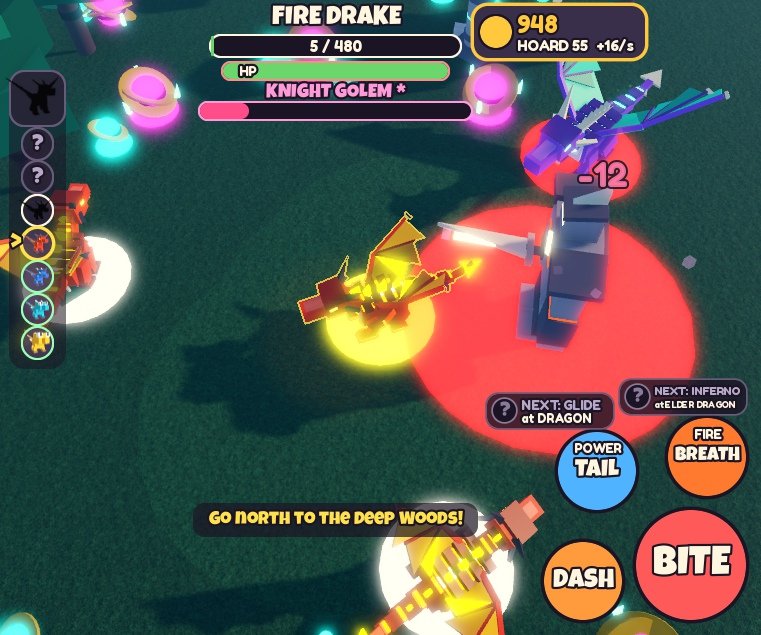 FIRE DRAKE
5 / 480
HP
KNIGHT GOLEM *
948
HOARD 55 +16/s
?
?
-12
? NEXT: GLIDE
at DRAGON
? NEXT: INFERNO
at ELDER DRAGON
POWER
TAIL
FIRE
BREATH
GO NORTH TO THE DEEP WOODS!
DASH
BITE